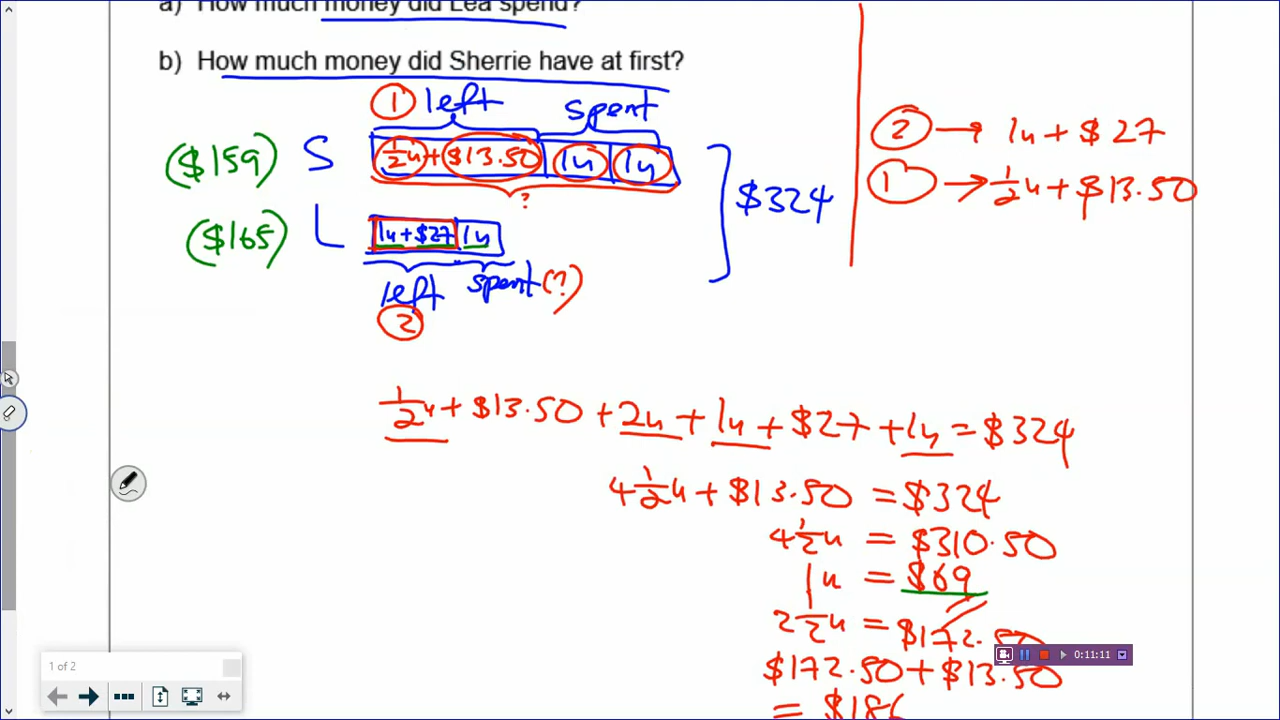 a) How much money did Lea spend?
b) How much money did Sherrie have at first?
① left spent
② → 1u + $27
($159) S ½u+$13.50 1u 1u
① → ½u + $13.50
?
$324
($165) L 1u+$27 1u
left spent (?)
②
½u + $13.50 + 2u + 1u + $27 + 1u = $324
4½u + $13.50 = $324
4½u = $310.50
1u = $69
2½u = $172.50
0:11:11
1 of 2
$172.50 + $13.50
= $186